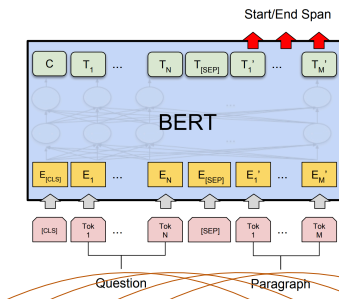 Start/End Span
C T1 ... TN T[SEP] T1' ... TM'
BERT
E[CLS] E1 ... EN E[SEP] E1' ... EM'
[CLS] Tok 1 ... Tok N [SEP] Tok 1 ... Tok M
Question Paragraph